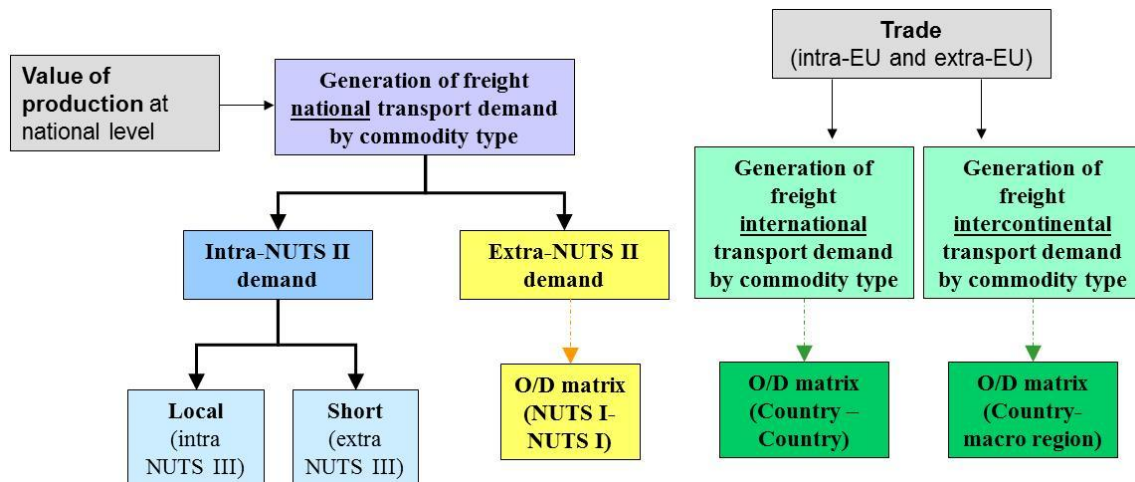 Value of
production at
national level
Generation of freight
national transport demand
by commodity type
Trade
(intra-EU and extra-EU)
Intra-NUTS II
demand
Extra-NUTS II
demand
Generation of
freight
international
transport demand
by commodity type
Generation of
freight
intercontinental
transport demand
by commodity type
Local
(intra
NUTS III)
Short
(extra
NUTS III)
O/D matrix
(NUTS I-
NUTS I)
O/D matrix
(Country –
Country)
O/D matrix
(Country-
macro region)